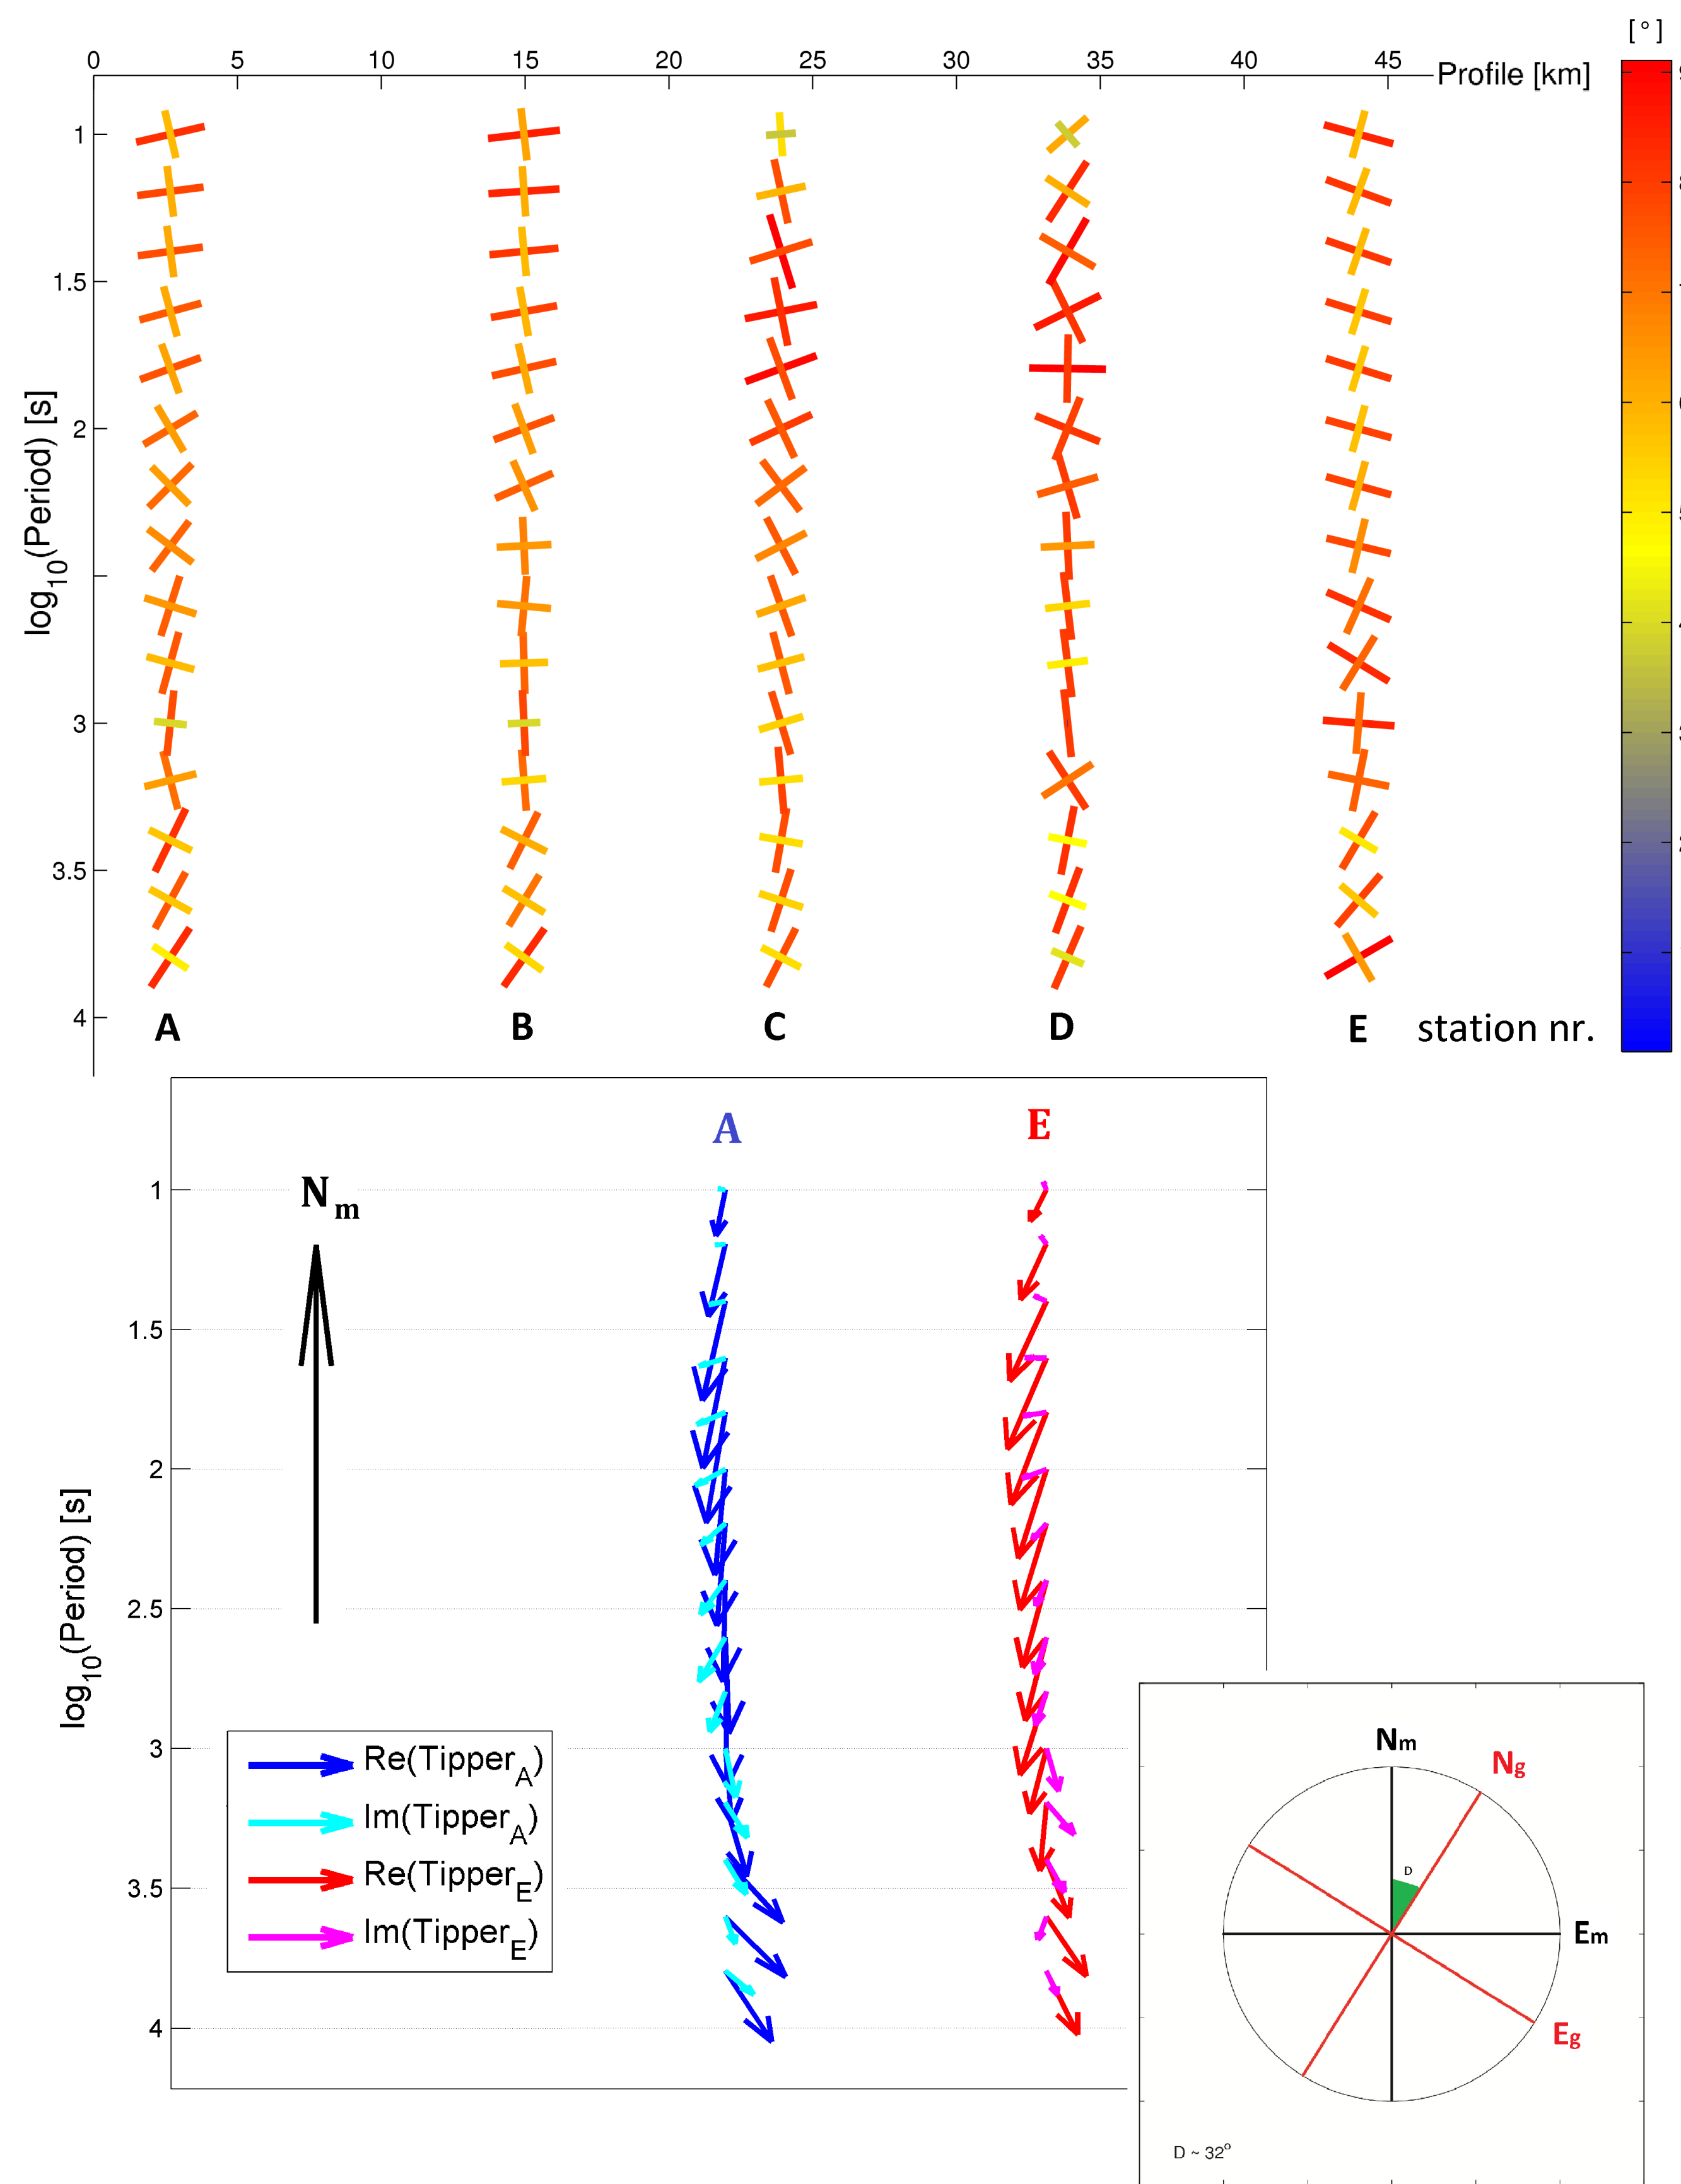 [°]
0 5 10 15 20 25 30 35 40 45 Profile [km]
1
1.5
2
3
3.5
4
log10(Period) [s]
A B C D E station nr.
A E
Nm
1
1.5
2
2.5
3
3.5
4
log10(Period) [s]
Re(TipperA)
Im(TipperA)
Re(TipperE)
Im(TipperE)
Nm
Ng
D
Em
Eg
D ~ 32o